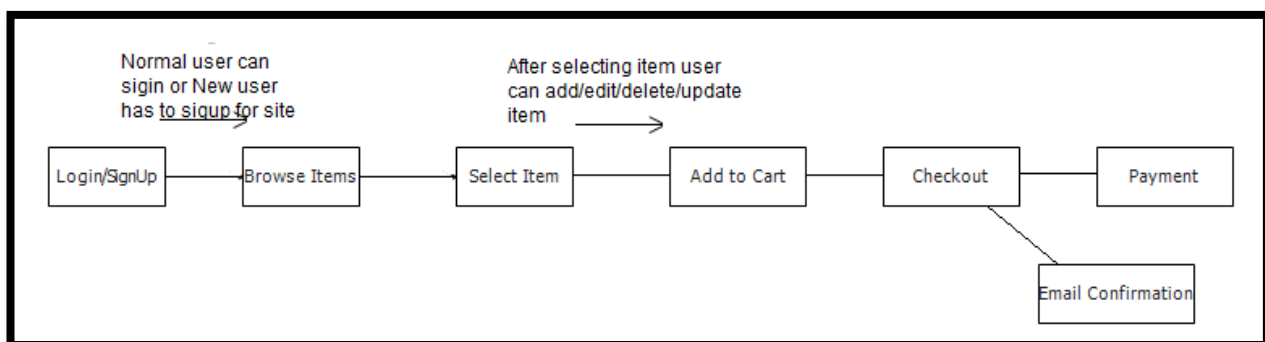 Normal user can
sigin or New user
has to siqup for site
After selecting item user
can add/edit/delete/update
item
Login/SignUp
Browse Items
Select Item
Add to Cart
Checkout
Payment
Email Confirmation